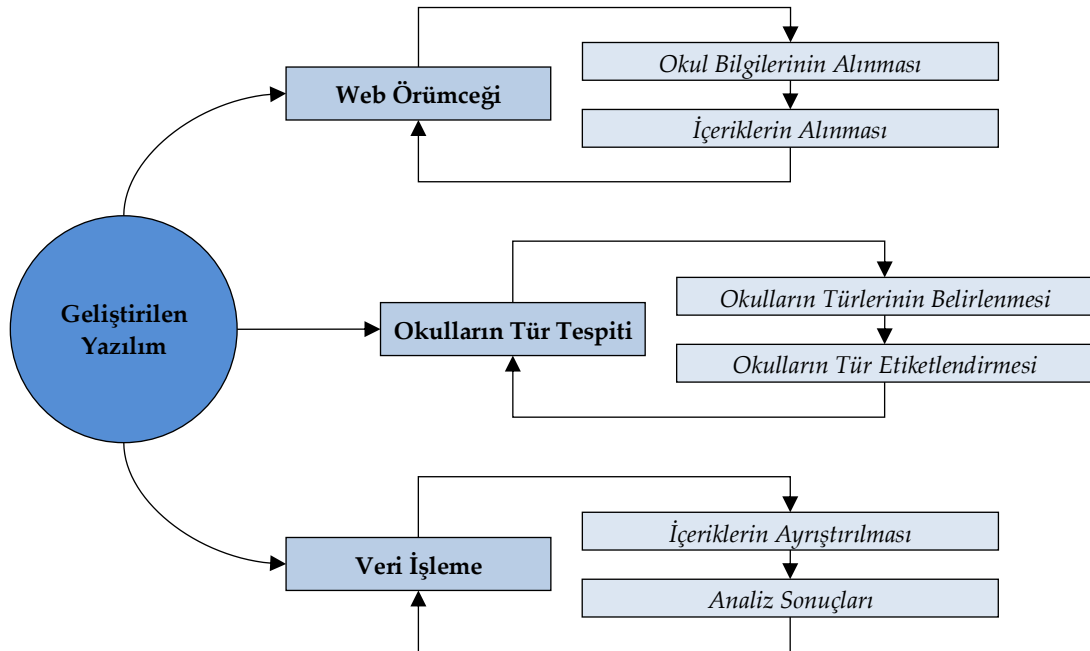 Okul Bilgilerinin Alınması
Web Örümceği
İçeriklerin Alınması
Geliştirilen
Yazılım
Okulların Türlerinin Belirlenmesi
Okulların Tür Tespiti
Okulların Tür Etiketlendirmesi
İçeriklerin Ayrıştırılması
Veri İşleme
Analiz Sonuçları